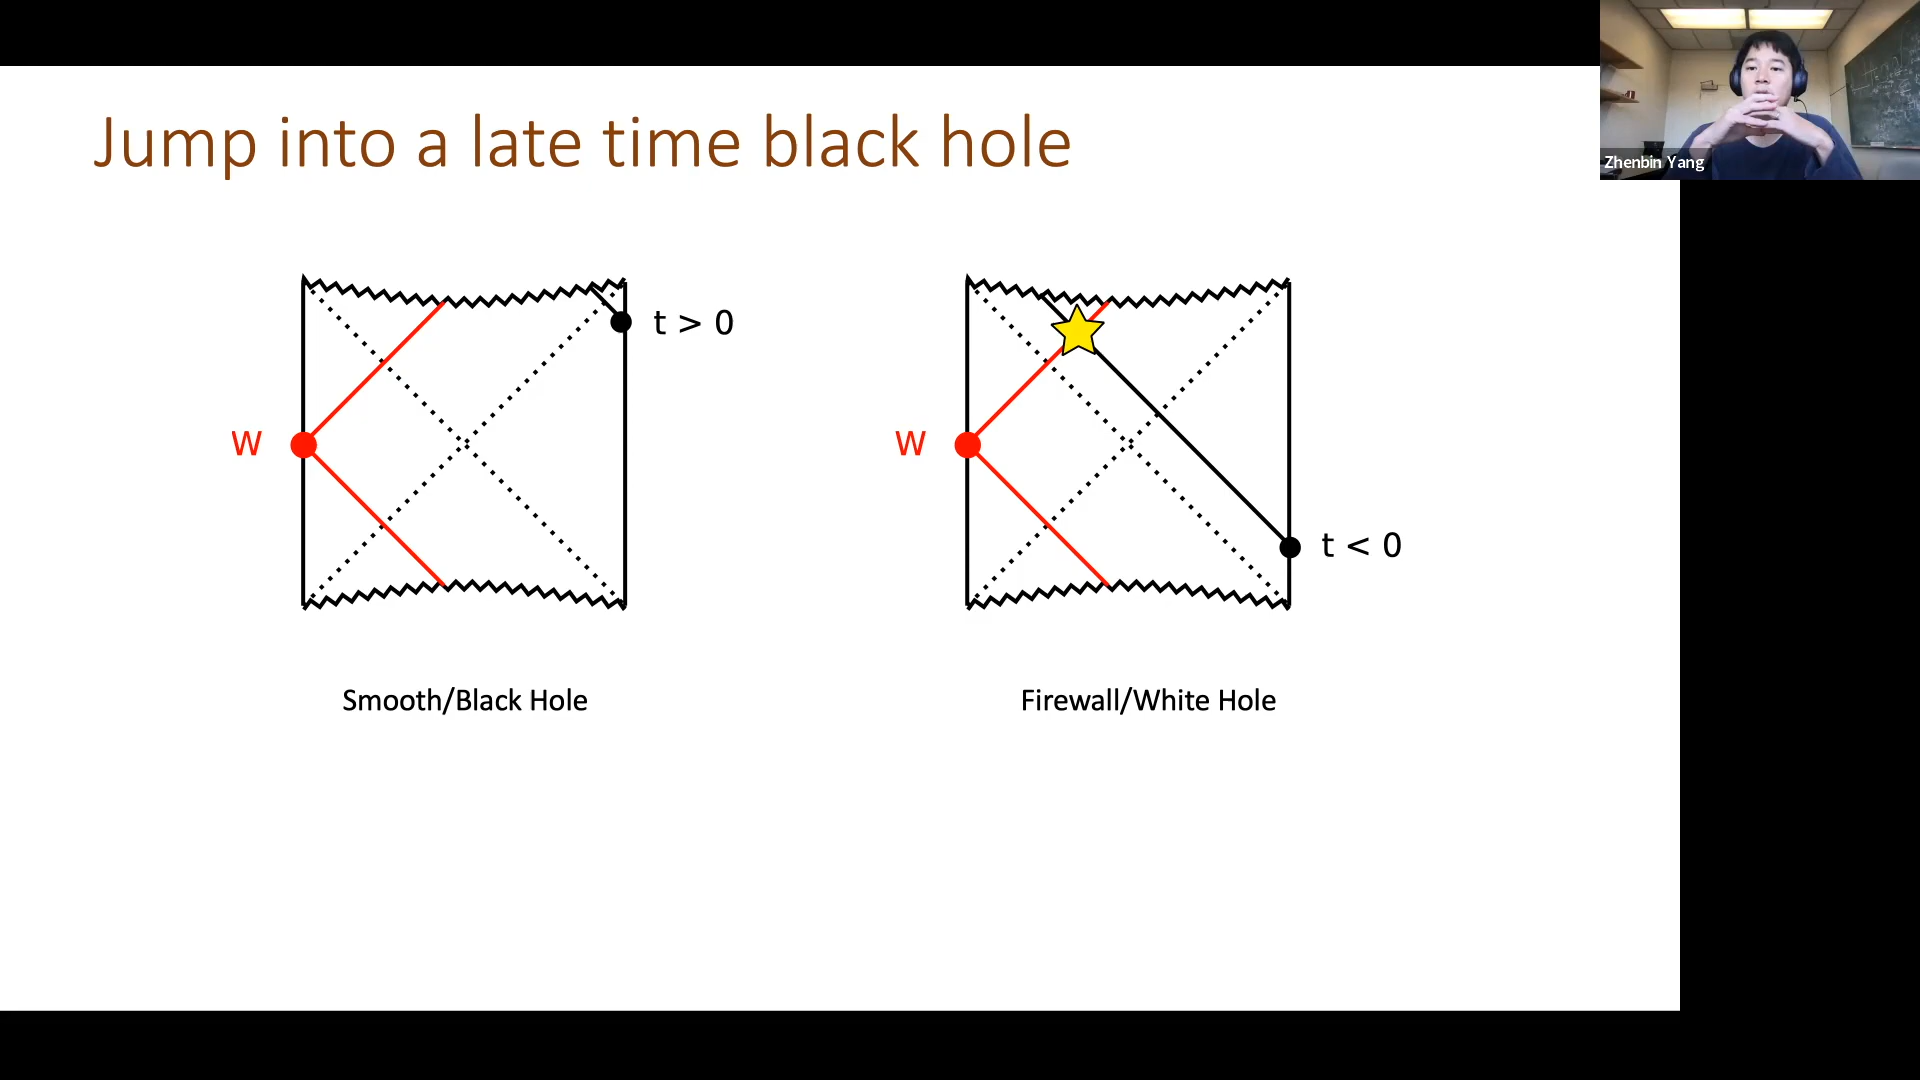 Jump into a late time black hole
Zhenbin Yang
W
t > 0
W
t < 0
Smooth/Black Hole
Firewall/White Hole